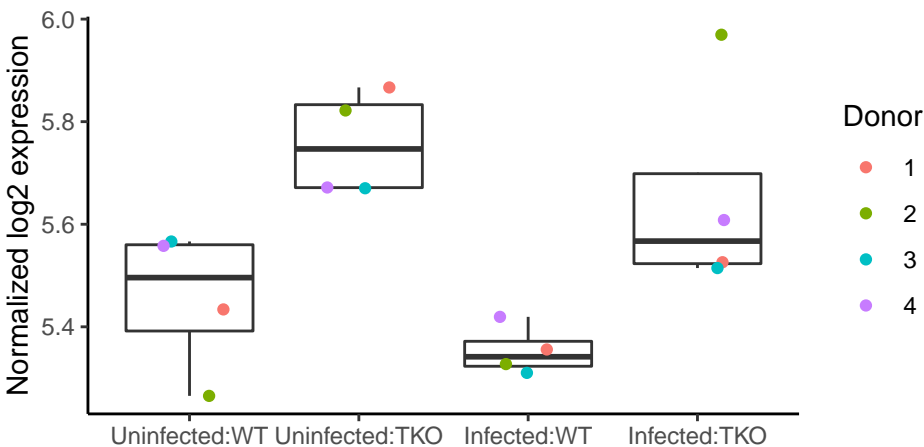 Normalized log2 expression
6.0
5.8
5.6
5.4
Uninfected:WT
Uninfected:TKO
Infected:WT
Infected:TKO
Donor
1
2
3
4